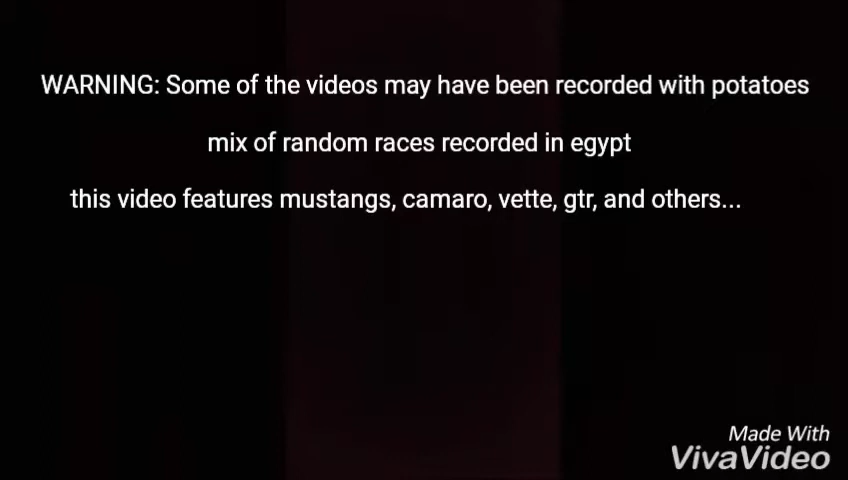 WARNING: Some of the videos may have been recorded with potatoes
mix of random races recorded in egypt
this video features mustangs, camaro, vette, gtr, and others...
Made With
VivaVideo